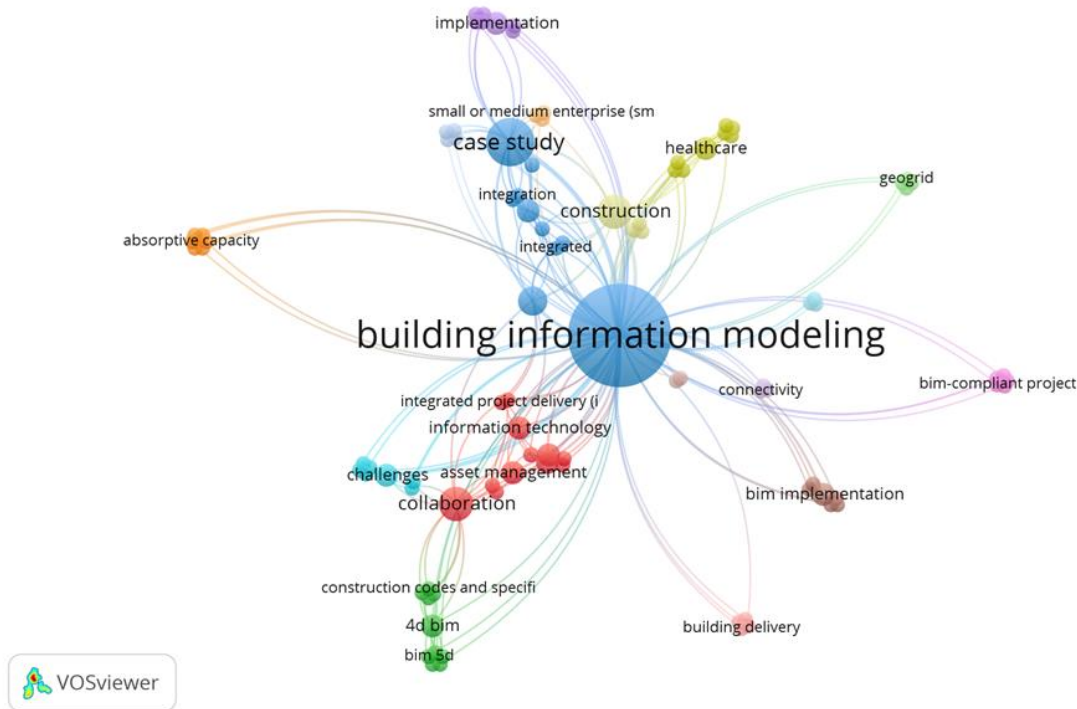 implementation
small or medium enterprise (sm
case study
healthcare
geogrid
integration
construction
absorptive capacity
integrated
building information modeling
connectivity
bim-compliant project
integrated project delivery (i
information technology
challenges
asset management
bim implementation
collaboration
construction codes and specifi
4d bim
building delivery
bim 5d
VOSviewer